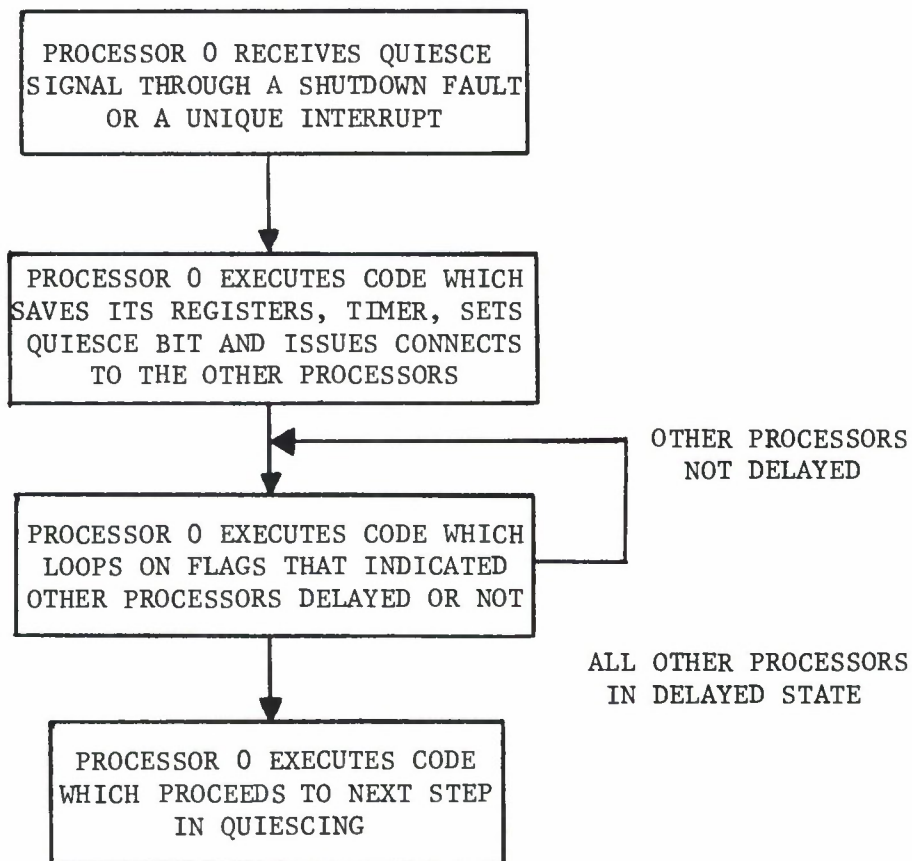 PROCESSOR 0 RECEIVES QUIESCE
SIGNAL THROUGH A SHUTDOWN FAULT
OR A UNIQUE INTERRUPT
PROCESSOR 0 EXECUTES CODE WHICH
SAVES ITS REGISTERS, TIMER, SETS
QUIESCE BIT AND ISSUES CONNECTS
TO THE OTHER PROCESSORS
OTHER PROCESSORS
NOT DELAYED
PROCESSOR 0 EXECUTES CODE WHICH
LOOPS ON FLAGS THAT INDICATED
OTHER PROCESSORS DELAYED OR NOT
ALL OTHER PROCESSORS
IN DELAYED STATE
PROCESSOR 0 EXECUTES CODE
WHICH PROCEEDS TO NEXT STEP
IN QUIESCING